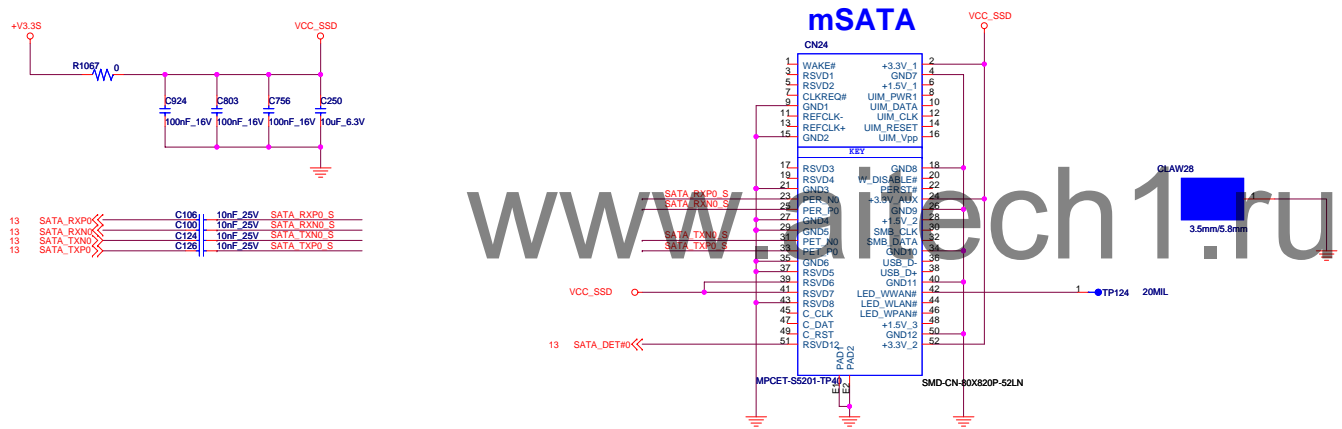 +V3.3S
VCC_SSD
R1067 0
C924
C803
C756
C250
100nF_16V
100nF_16V
100nF_16V
10uF_6.3V
13 SATA_RXP0 C106 10nF_25V SATA_RXP0_S
13 SATA_RXN0 C100 10nF_25V SATA_RXN0_S
13 SATA_TXN0 C124 10nF_25V SATA_TXN0_S
13 SATA_TXP0 C126 10nF_25V SATA_TXP0_S
mSATA
VCC_SSD
CN24
1 WAKE# +3.3V_1 2
3 RSVD1 GND7 4
5 RSVD2 +1.5V_1 6
7 CLKREQ# UIM_PWR1 8
9 GND1 UIM_DATA 10
11 REFCLK- UIM_CLK 12
13 REFCLK+ UIM_RESET 14
15 GND2 UIM_Vpp 16
KEY
17 RSVD3 GND8 18
19 RSVD4 W_DISABLE# 20
21 GND3 PERST# 22
SATA_RXP0_S 23 PER_N0 +3.3V_AUX 24
SATA_RXN0_S 25 PER_P0 GND9 26
27 GND4 +1.5V_2 28
29 GND5 SMB_CLK 30
SATA_TXN0_S 31 PET_N0 SMB_DATA 32
SATA_TXP0_S 33 PET_P0 GND10 34
35 GND6 USB_D- 36
37 RSVD5 USB_D+ 38
39 RSVD6 GND11 40
VCC_SSD 41 RSVD7 LED_WWAN# 42
43 RSVD8 LED_WLAN# 44
45 C_CLK LED_WPAN# 46
47 C_DAT +1.5V_3 48
49 C_RST GND12 50
13 SATA_DET#0 51 RSVD12 +3.3V_2 52
PAD1
PAD2
E1
E2
MPCET-S5201-TP40
SMD-CN-80X820P-52LN
1 TP124 20MIL
CLAW28
1
3.5mm/5.8mm
www.aitech1.ru